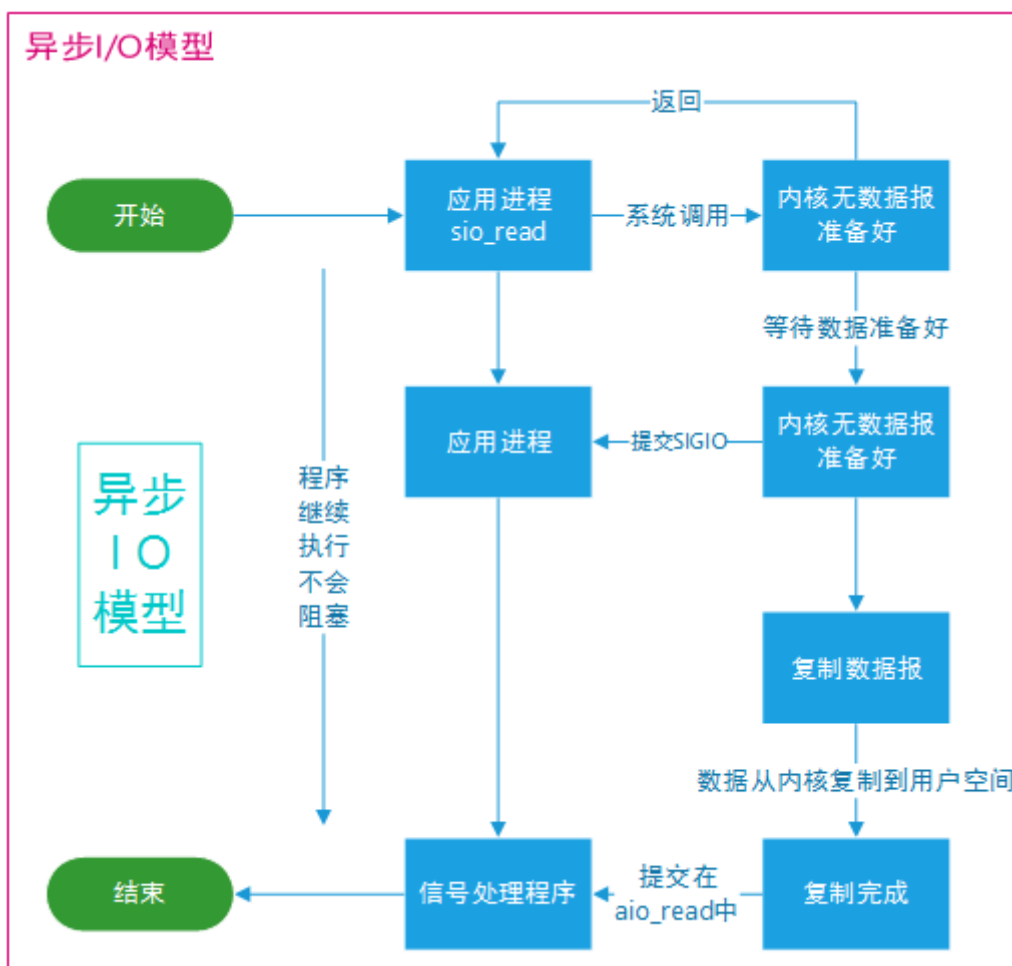 异步I/O模型
返回
开始
应用进程
sio_read
系统调用
内核无数据报
准备好
等待数据准备好
应用进程
提交SIGIO
内核无数据报
准备好
异步
IO
模型
程序
继续
执行
不会
阻塞
复制数据报
数据从内核复制到用户空间
结束
信号处理程序
提交在
aio_read中
复制完成